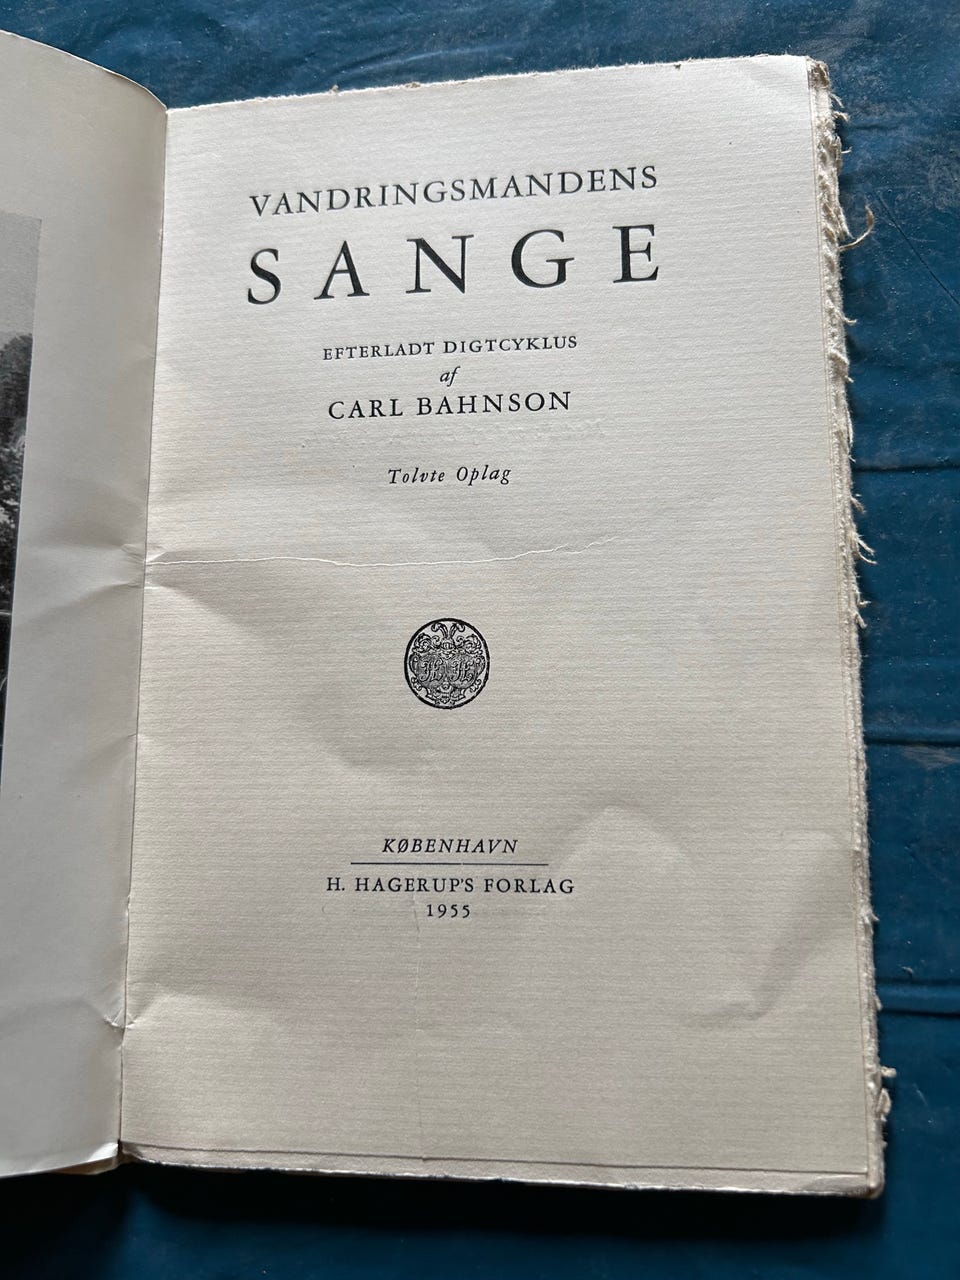 VANDRINGSMANDENS
SANGE
EFTERLADT DIGTCYKLUS
af
CARL BAHNSON
Tolvte Oplag
KØBENHAVN
H. HAGERUP'S FORLAG
1955